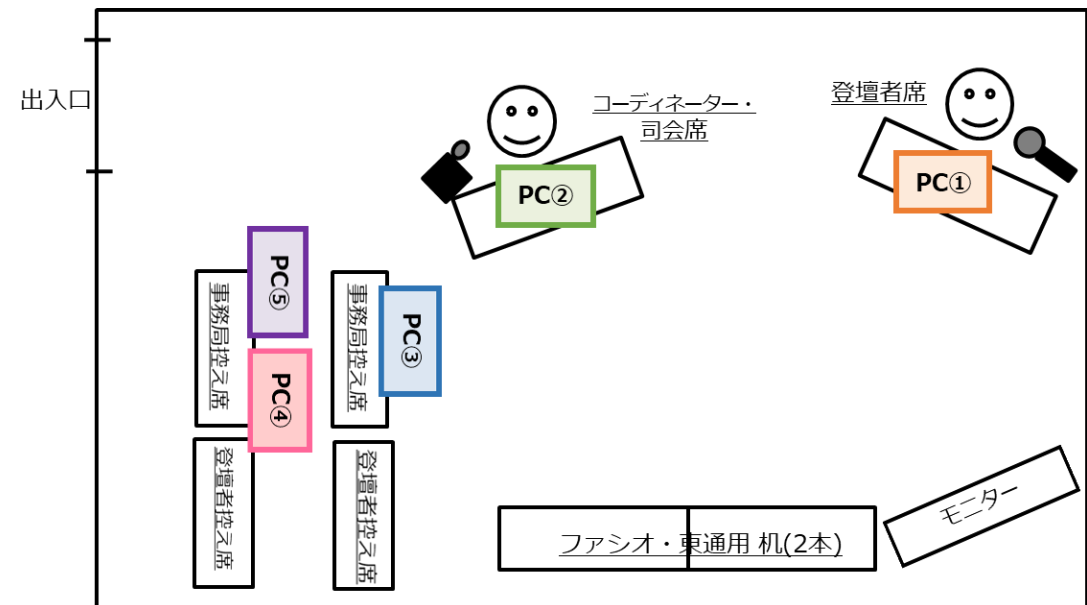 出入口
コーディネーター・
司会席
登壇者席
PC②
PC①
PC⑤
事務局控え席
PC④
事務局控え席
PC③
登壇者控え席
登壇者控え席
ファシオ・東通用 机(2本)
モニター